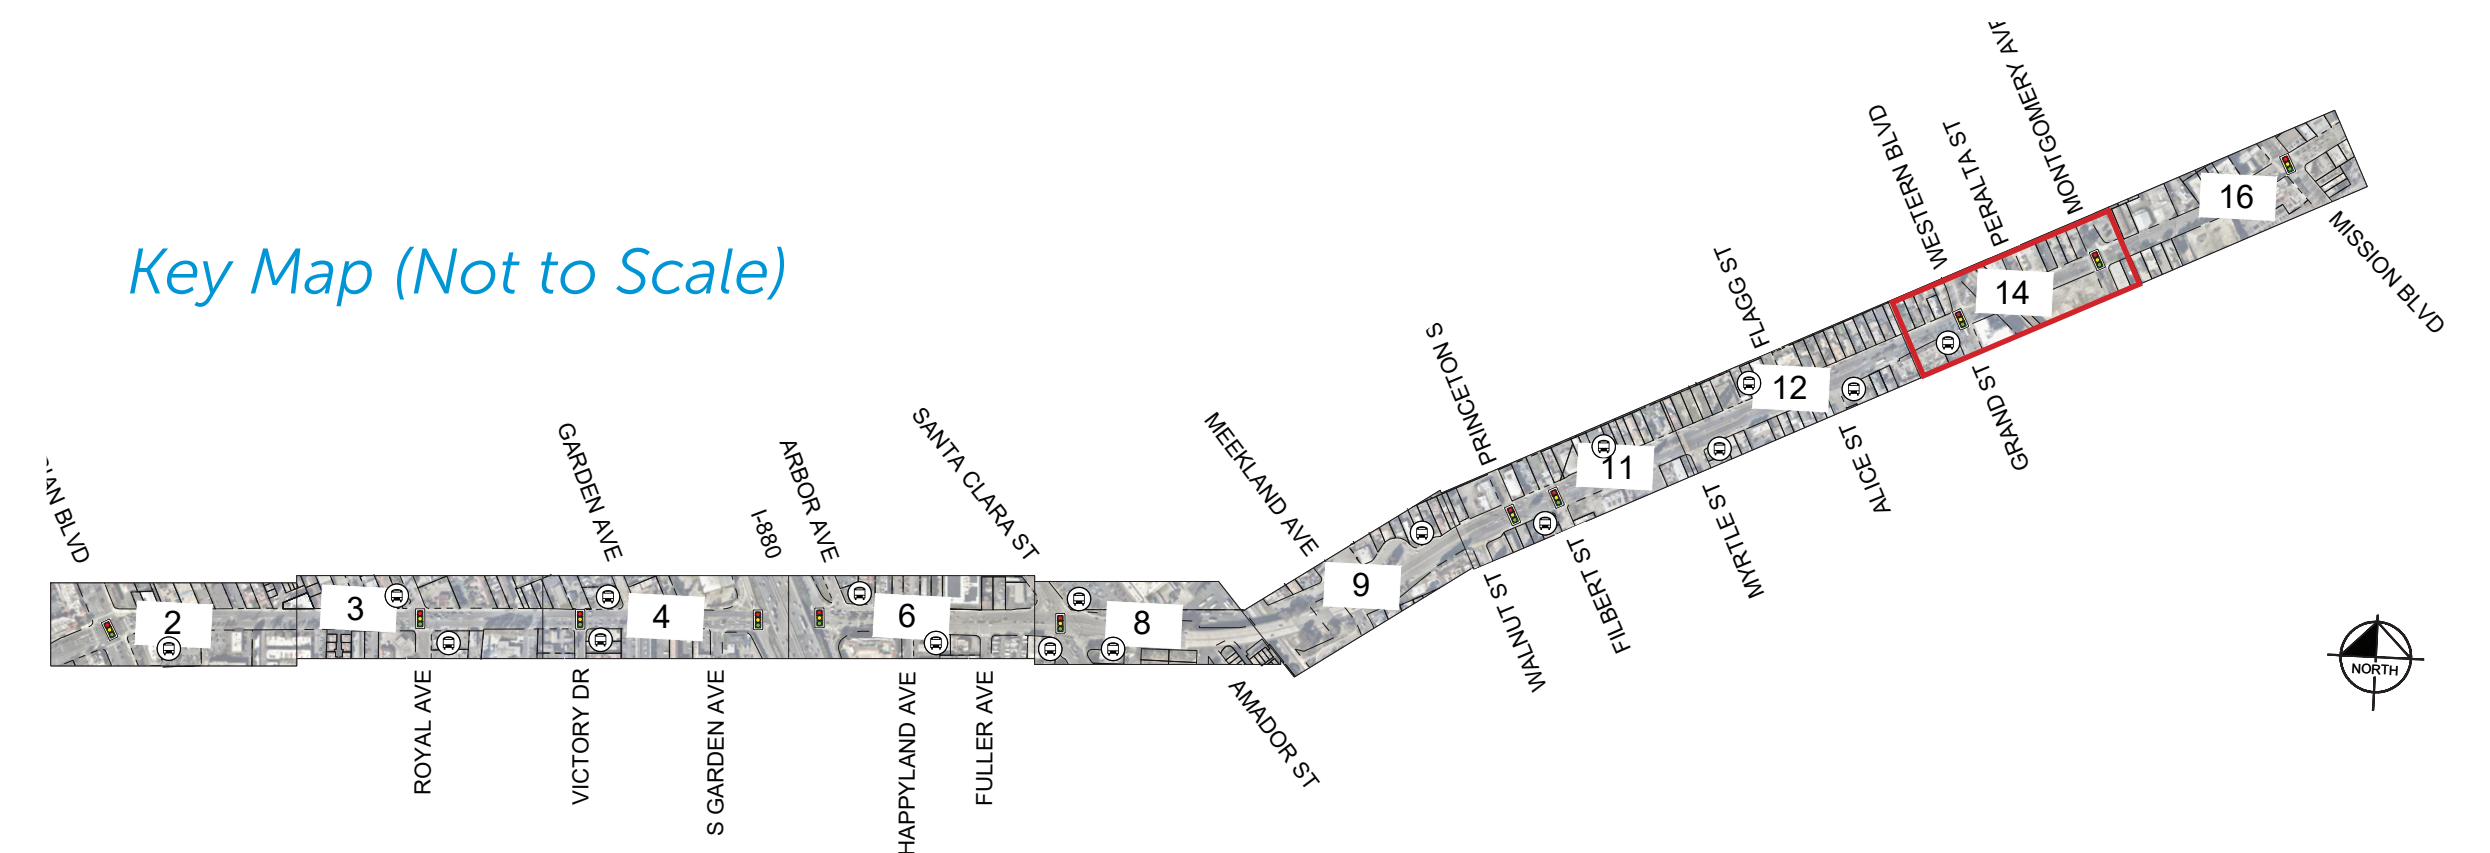 Key Map (Not to Scale)
IAN BLVD
GARDEN AVE
I-880
ARBOR AVE
SANTA CLARA ST
MEEKLAND AVE
PRINCETON S
FLAGG ST
WESTERN BLVD
PERALTA ST
MONTGOMERY AVE
2
3
4
6
8
9
11
12
14
16
ROYAL AVE
VICTORY DR
S GARDEN AVE
HAPPYLAND AVE
FULLER AVE
AMADOR ST
WALNUT ST
FILBERT ST
MYRTLE ST
ALICE ST
GRAND ST
MISSION BLVD
NORTH